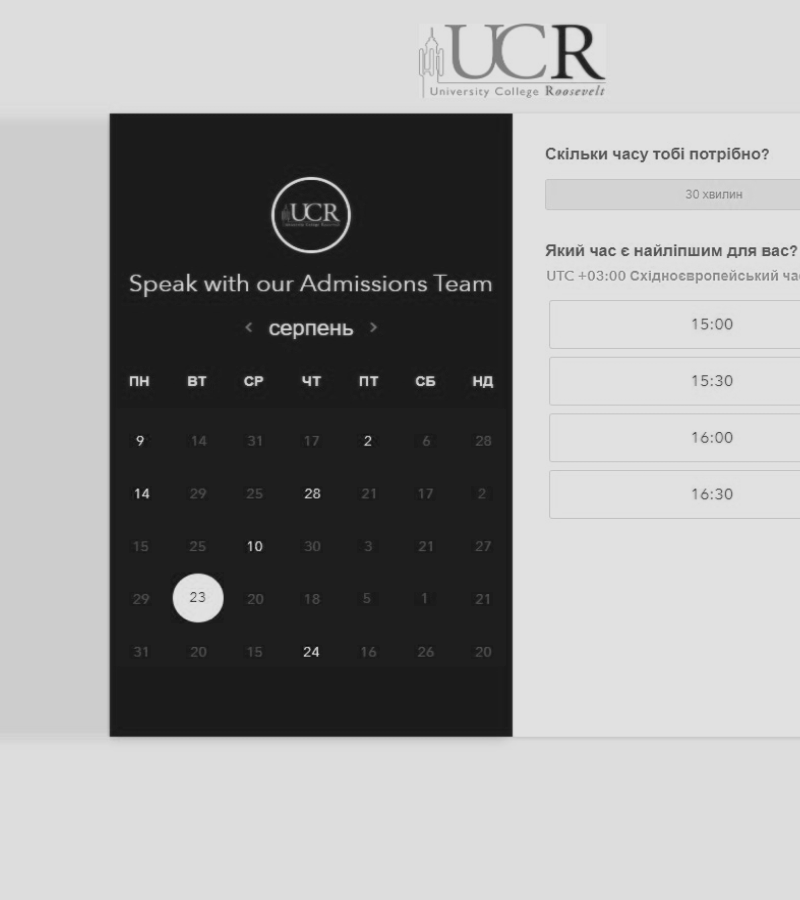 UCR
University College Roosevelt
UCR
Speak with our Admissions Team
< серпень >
ПН ВТ СР ЧТ ПТ СБ НД
9 14 31 17 2 6 28
14 29 25 28 21 17 2
15 25 10 30 3 21 27
29 23 20 18 5 1 21
31 20 15 24 16 26 20
Скільки часу тобі потрібно?
30 хвилин
Який час є найліпшим для вас?
UTC +03:00 Східноєвропейський
15:00
15:30
16:00
16:30